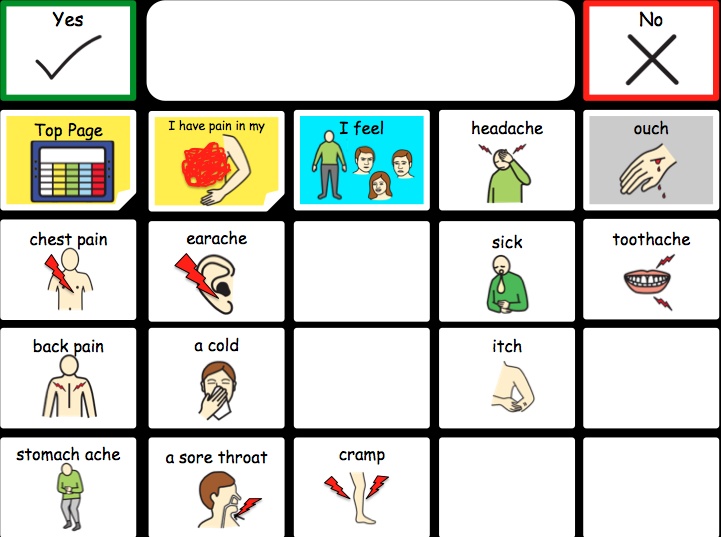 Yes
No
Top Page
I have pain in my
I feel
headache
ouch
chest pain
earache
sick
toothache
back pain
a cold
itch
stomach ache
a sore throat
cramp